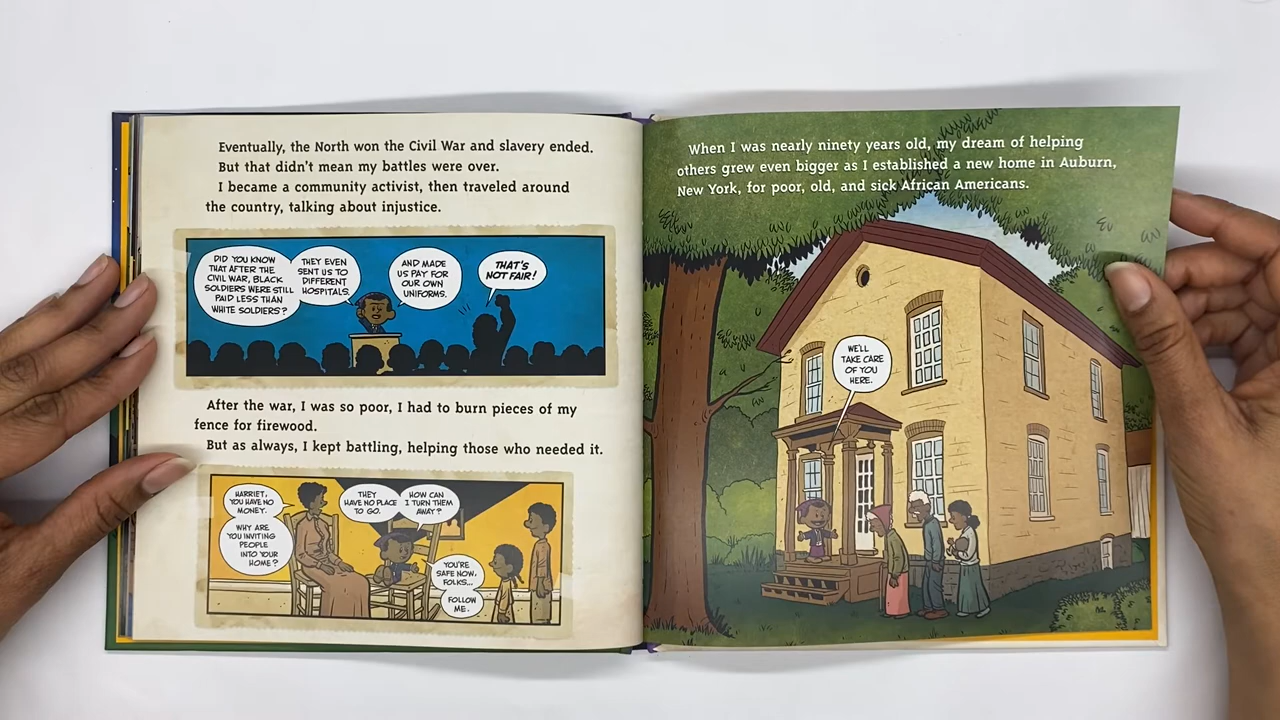 Eventually, the North won the Civil War and slavery ended.
But that didn't mean my battles were over.
I became a community activist, then traveled around
the country, talking about injustice.
DID YOU KNOW
THAT AFTER THE
CIVIL WAR, BLACK
SOLDIERS WERE STILL
PAID LESS THAN
WHITE SOLDIERS?
THEY EVEN
SENT US TO
DIFFERENT
HOSPITALS.
AND MADE
US PAY FOR
OUR OWN
UNIFORMS.
THAT'S
NOT FAIR!
After the war, I was so poor, I had to burn pieces of my
fence for firewood.
But as always, I kept battling, helping those who needed it.
HARRIET,
YOU HAVE NO
MONEY.
WHY ARE
YOU INVITING
PEOPLE
INTO YOUR
HOME?
THEY
HAVE NO PLACE
TO GO.
HOW CAN
I TURN THEM
AWAY?
YOU'RE
SAFE NOW,
FOLKS...
FOLLOW
ME.
When I was nearly ninety years old, my dream of helping
others grew even bigger as I established a new home in Auburn,
New York, for poor, old, and sick African Americans.
WE'LL
TAKE CARE
OF YOU
HERE.